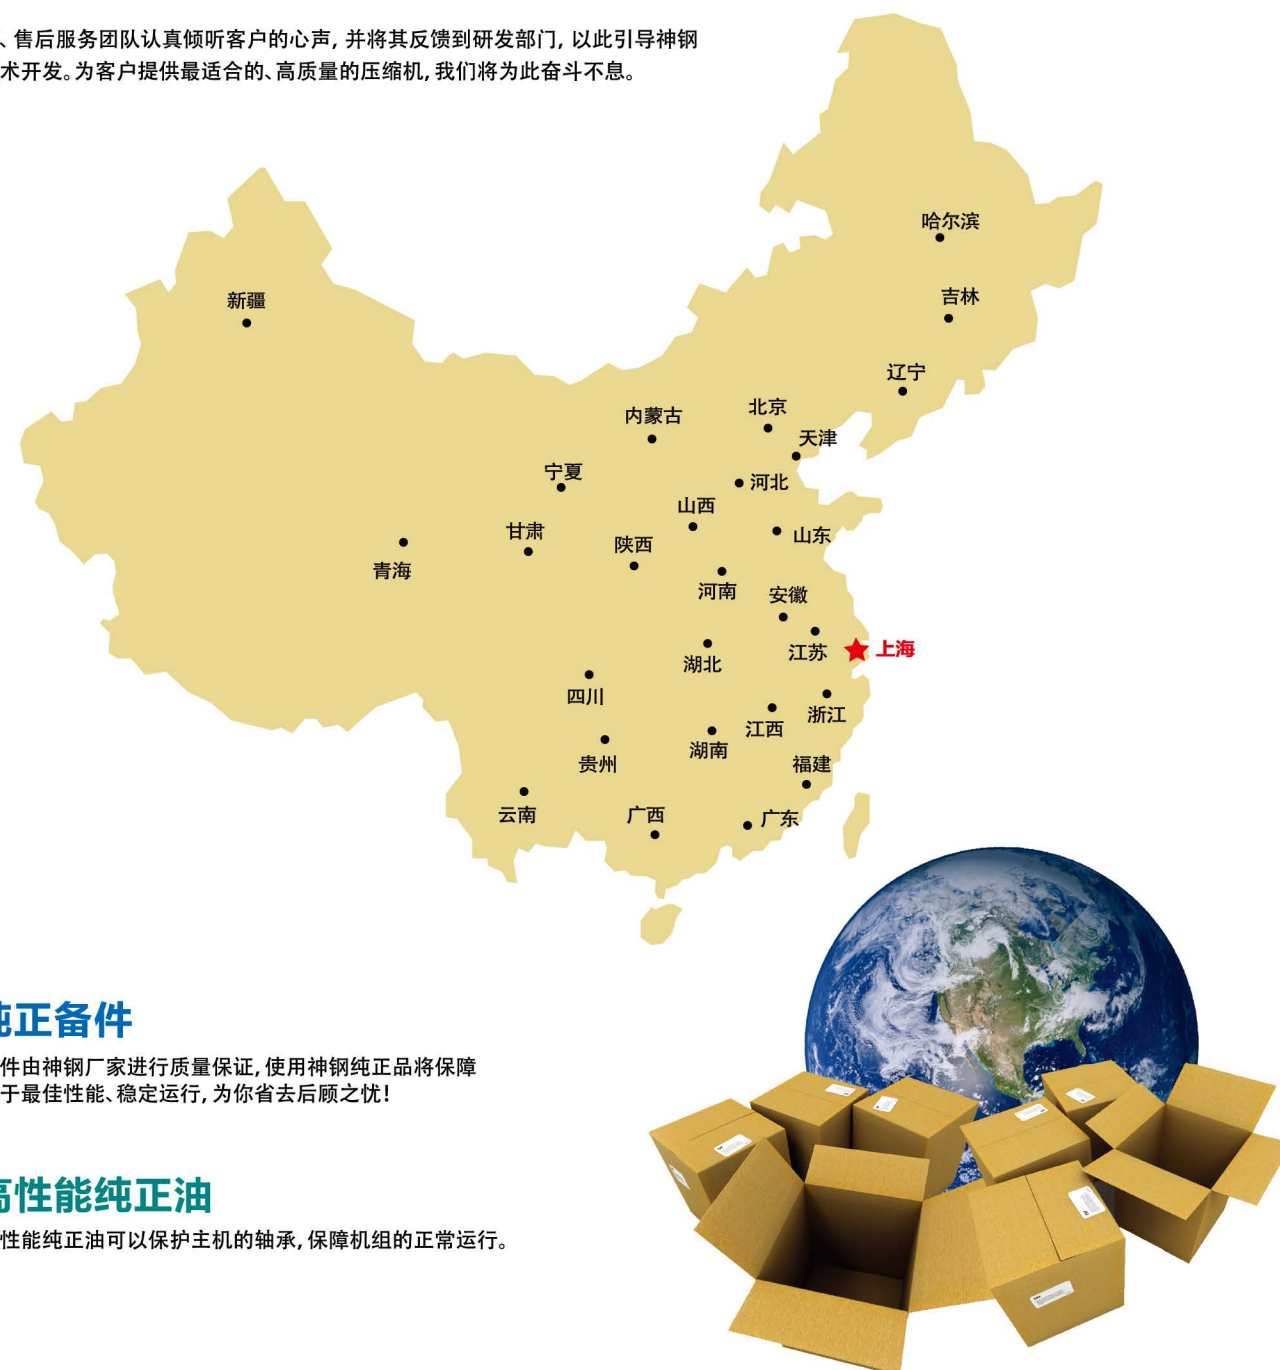 、售后服务团队认真倾听客户的心声，并将其反馈到研发部门，以此引导神钢
术开发。为客户提供最适合的、高质量的压缩机，我们将为此奋斗不息。
哈尔滨
新疆
吉林
辽宁
北京
内蒙古
天津
宁夏
河北
山西
甘肃
山东
陕西
青海
河南
安徽
上海
江苏
湖北
四川
浙江
江西
湖南
贵州
福建
云南
广西
广东
纯正备件
件由神钢厂家进行质量保证，使用神钢纯正品将保障
于最佳性能、稳定运行，为你省去后顾之忧！
高性能纯正油
性能纯正油可以保护主机的轴承，保障机组的正常运行。